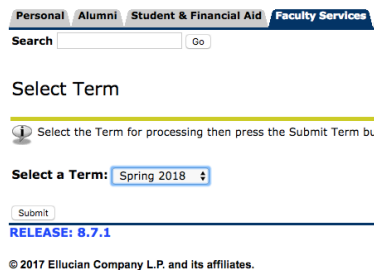 Personal Alumni Student & Financial Aid Faculty Services
Search Go
Select Term
Select the Term for processing then press the Submit Term
Select a Term: Spring 2018
Submit
RELEASE: 8.7.1
© 2017 Ellucian Company L.P. and its affiliates.